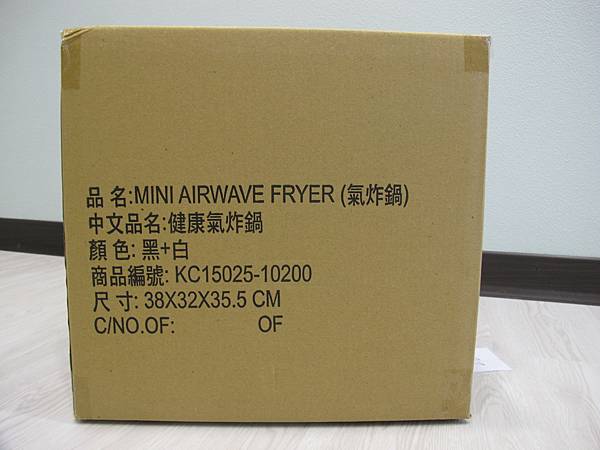 品 名:MINI AIRWAVE FRYER (氣炸鍋)
中文品名:健康氣炸鍋
顏 色: 黑+白
商品編號: KC15025-10200
尺 寸: 38X32X35.5 CM
C/NO.OF: OF